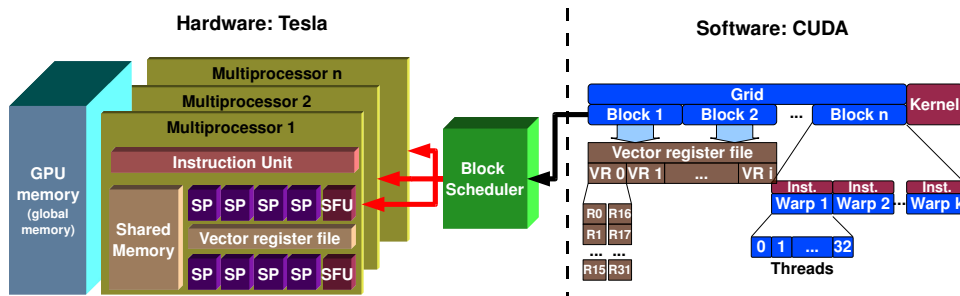 Hardware: Tesla
Software: CUDA
Multiprocessor n
Multiprocessor 2
Multiprocessor 1
Instruction Unit
GPU
memory
(global
memory)
Shared
Memory
SP SP SP SP SFU
Vector register file
SP SP SP SP SFU
Block
Scheduler
Grid
Kernel
Block 1 Block 2 ... Block n
Vector register file
VR 0 VR 1 ... VR i
R0 R16
R1 R17
... ...
R15 R31
Inst. Inst. Inst.
Warp 1 Warp 2 ... Warp k
0 1 ... 32
Threads